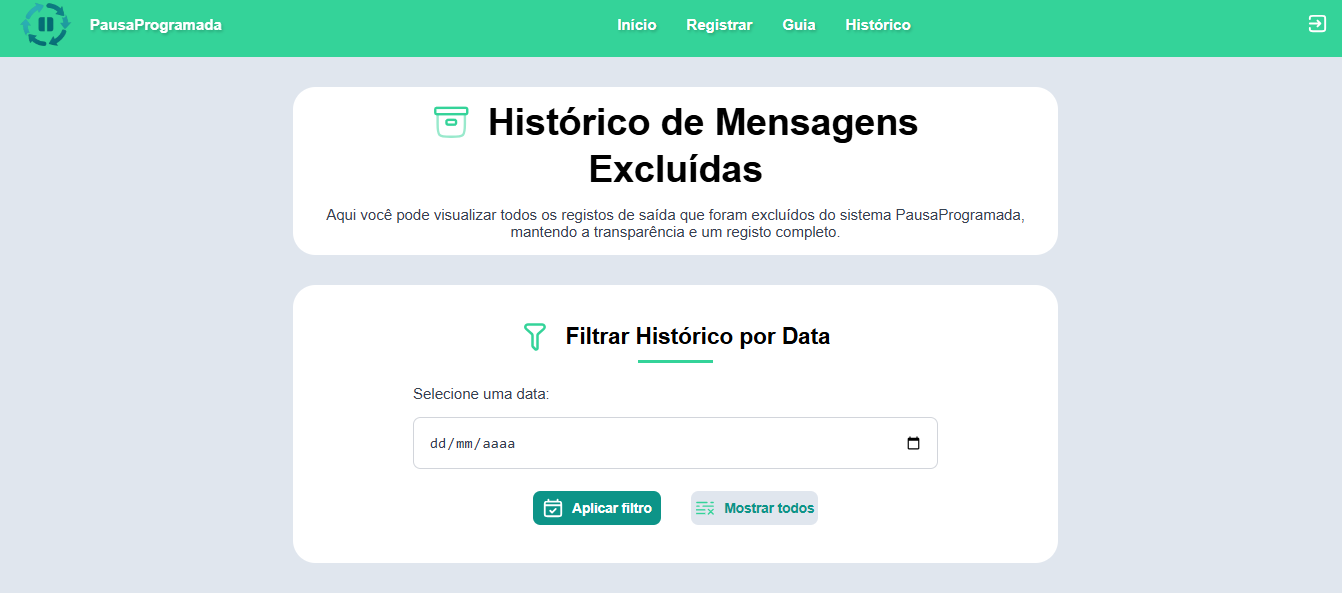 PausaProgramada
Início
Registrar
Guia
Histórico
Histórico de Mensagens
Excluídas
Aqui você pode visualizar todos os registos de saída que foram excluídos do sistema PausaProgramada,
mantendo a transparência e um registo completo.
Filtrar Histórico por Data
Selecione uma data:
dd/mm/aaaa
Aplicar filtro
Mostrar todos